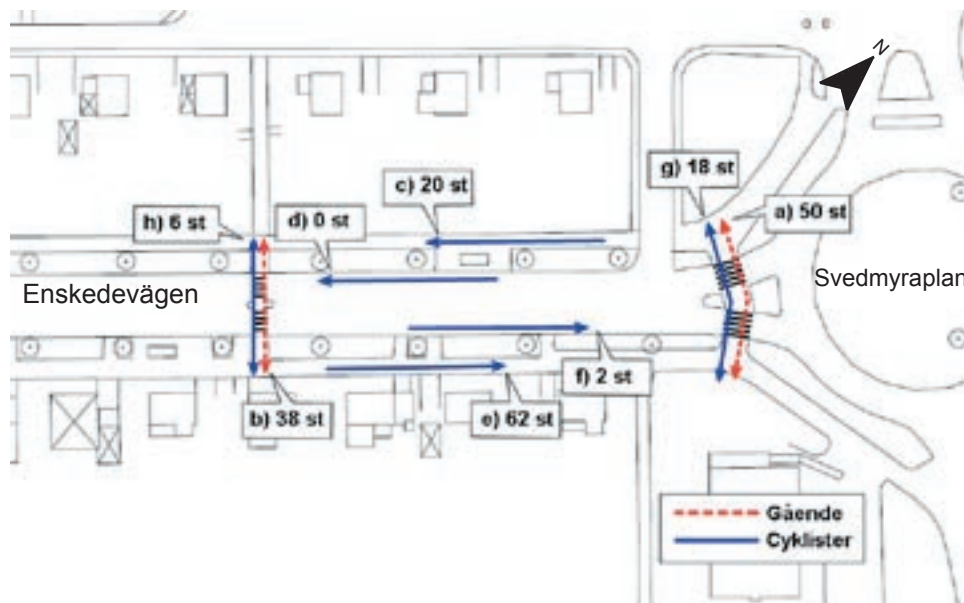 N
g) 18 st
c) 20 st
a) 50 st
h) 6 st
d) 0 st
Enskedevägen
Svedmyraplan
f) 2 st
b) 38 st
e) 62 st
Gående
Cyklister